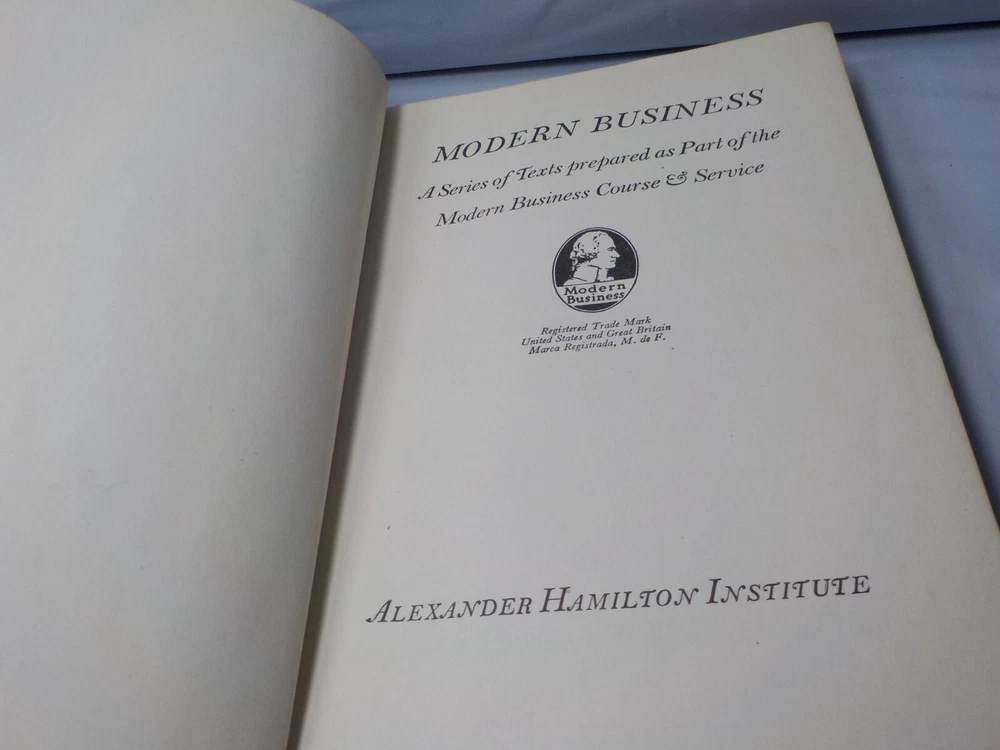 MODERN BUSINESS
A Series of Texts prepared as Part of the
Modern Business Course & Service
Modern
Business
Registered Trade Mark
United States and Great Britain
Marca Registrada, M. de F.
ALEXANDER HAMILTON INSTITUTE